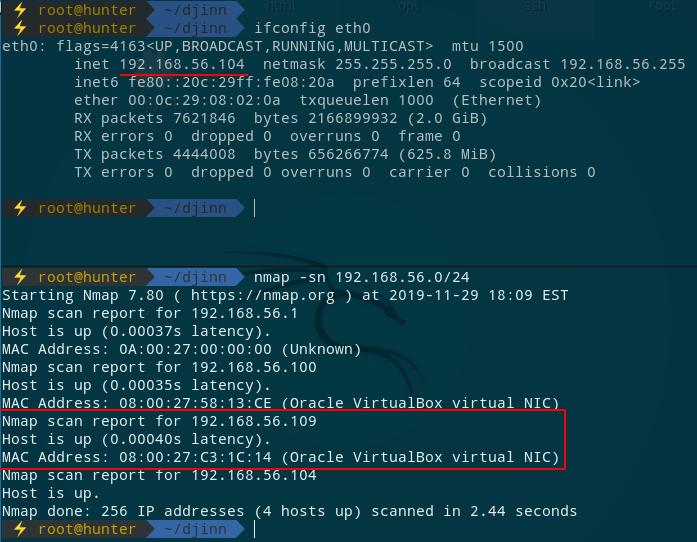 html opt ssh root
root@hunter ~/djinn
root@hunter ~/djinn ifconfig eth0
eth0: flags=4163<UP,BROADCAST,RUNNING,MULTICAST> mtu 1500
inet 192.168.56.104 netmask 255.255.255.0 broadcast 192.168.56.255
inet6 fe80::20c:29ff:fe08:20a prefixlen 64 scopeid 0x20<link>
ether 00:0c:29:08:02:0a txqueuelen 1000 (Ethernet)
RX packets 7621846 bytes 2166899932 (2.0 GiB)
RX errors 0 dropped 0 overruns 0 frame 0
TX packets 4444008 bytes 656266774 (625.8 MiB)
TX errors 0 dropped 0 overruns 0 carrier 0 collisions 0
root@hunter ~/djinn
root@hunter ~/djinn nmap -sn 192.168.56.0/24
Starting Nmap 7.80 ( https://nmap.org ) at 2019-11-29 18:09 EST
Nmap scan report for 192.168.56.1
Host is up (0.00037s latency).
MAC Address: 0A:00:27:00:00:00 (Unknown)
Nmap scan report for 192.168.56.100
Host is up (0.00035s latency).
MAC Address: 08:00:27:58:13:CE (Oracle VirtualBox virtual NIC)
Nmap scan report for 192.168.56.109
Host is up (0.00040s latency).
MAC Address: 08:00:27:C3:1C:14 (Oracle VirtualBox virtual NIC)
Nmap scan report for 192.168.56.104
Host is up.
Nmap done: 256 IP addresses (4 hosts up) scanned in 2.44 seconds
root@hunter ~/djinn